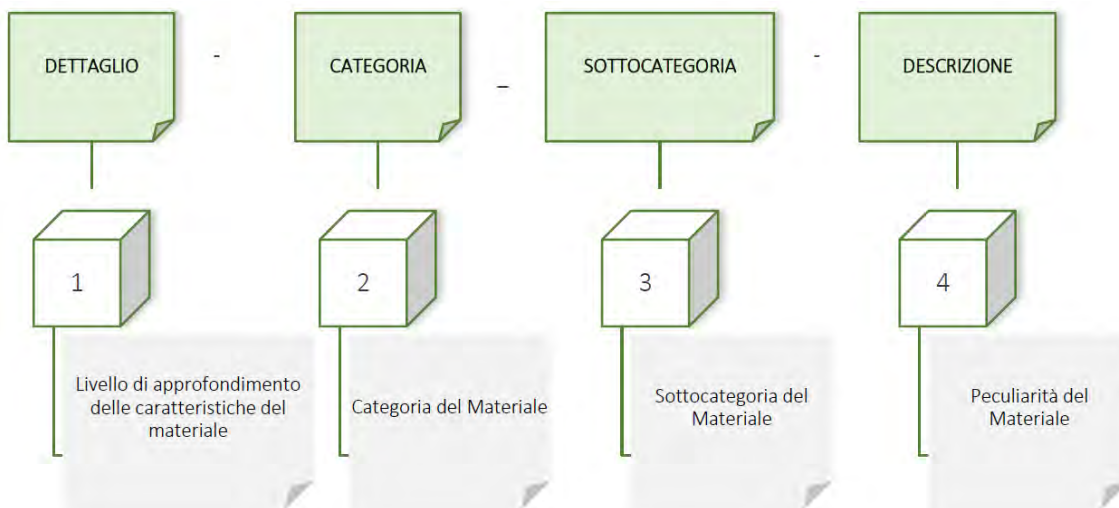 DETTAGLIO - CATEGORIA - SOTTOCATEGORIA - DESCRIZIONE
1 2 3 4
Livello di approfondimento
delle caratteristiche del
materiale
Categoria del Materiale
Sottocategoria del
Materiale
Peculiarità del
Materiale